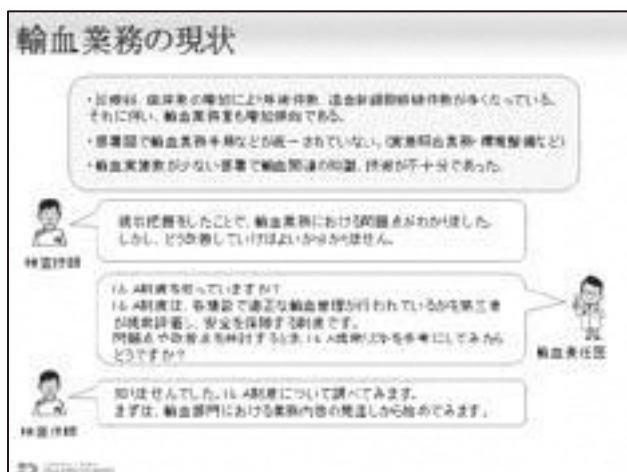 輸血業務の現状
・診療科、病床数の増加により手術件数、造血幹細胞移植件数が多くなっている。
それに伴い、輸血業務量も増加傾向である。
・部署間で輸血業務手順などが統一されていない。(実施照合業務・環境整備など)
・輸血実施数が少ない部署で輸血関連の知識、技術が不十分であった。
現状把握をしたことで、輸血業務における問題点がわかりました。
しかし、どう改善していけばよいか分かりません。
検査技師
I&A制度を知っていますか?
I&A制度は、各施設で適正な輸血管理が行われているかを第三者
が視察評価し、安全を保障する制度です。
問題点や改善点を検討するとき、I&A視察リストを参考にしてみたら
どうですか?
輸血責任医
知りませんでした。I&A制度について調べてみます。
まずは、輸血部門における業務内容の見直しから始めてみます。
検査技師